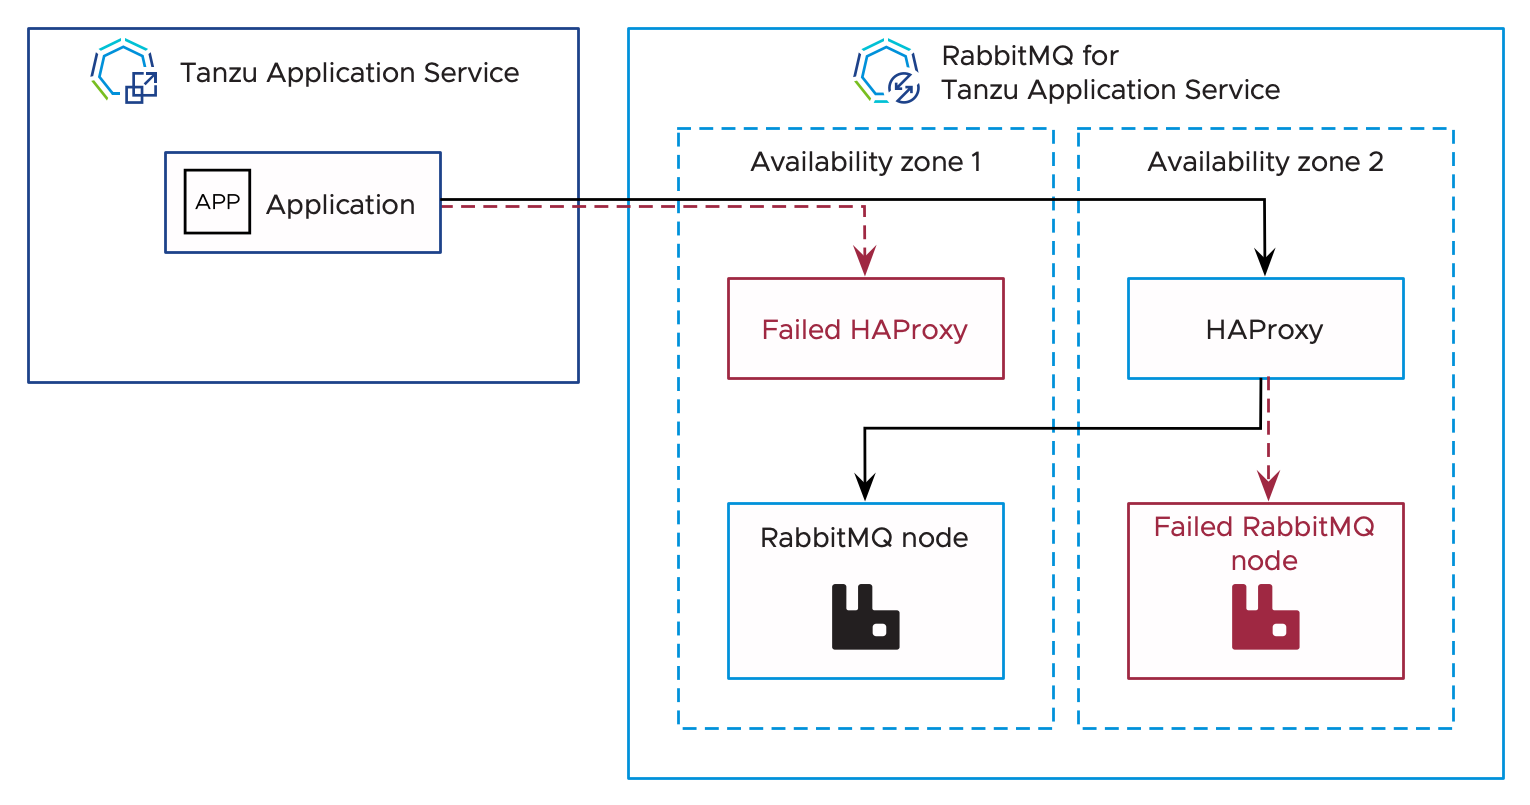 Tanzu Application Service
APP
Application
RabbitMQ for
Tanzu Application Service
Availability zone 1
Availability zone 2
Failed HAProxy
HAProxy
RabbitMQ node
Failed RabbitMQ
node